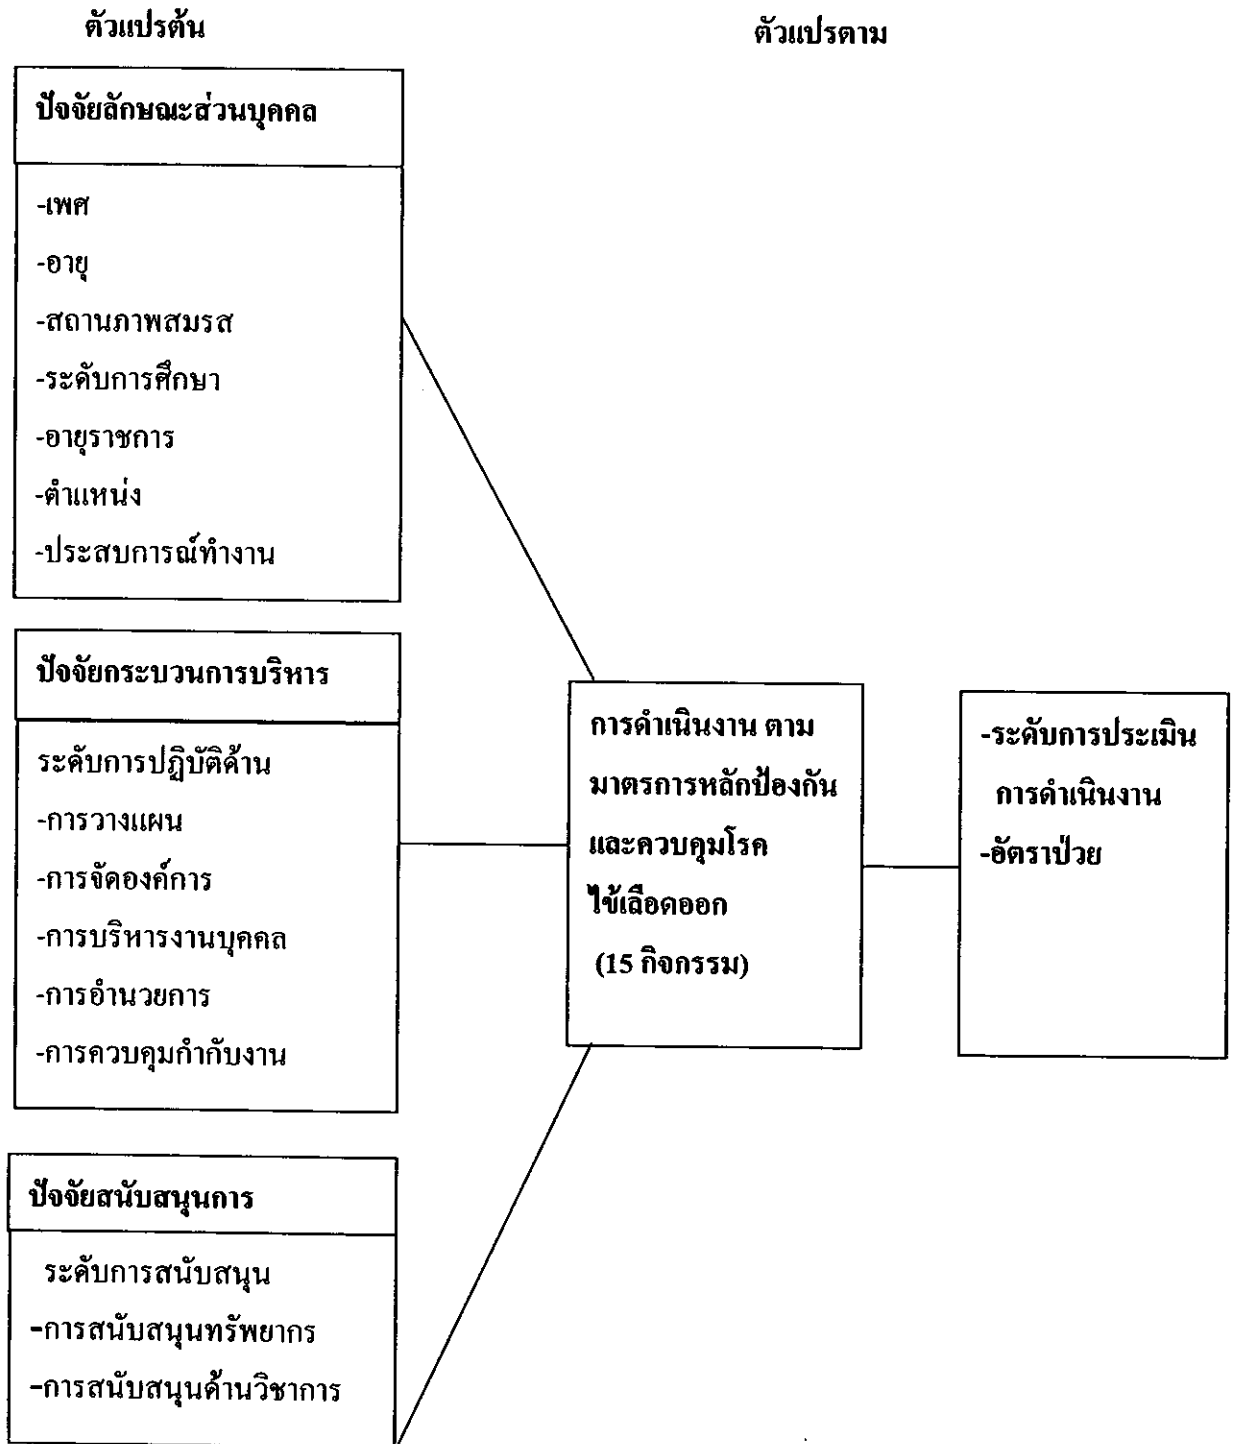 ตัวแปรต้น
ตัวแปรตาม
ปัจจัยลักษณะส่วนบุคคล
-เพศ
-อายุ
-สถานภาพสมรส
-ระดับการศึกษา
-อายุราชการ
-ตำแหน่ง
-ประสบการณ์ทำงาน
ปัจจัยกระบวนการบริหาร
ระดับการปฏิบัติด้าน
-การวางแผน
-การจัดองค์การ
-การบริหารงานบุคคล
-การอำนวยการ
-การควบคุมกำกับงาน
ปัจจัยสนับสนุนการ
ระดับการสนับสนุน
-การสนับสนุนทรัพยากร
-การสนับสนุนด้านวิชาการ
การดำเนินงาน ตาม
มาตรการหลักป้องกัน
และควบคุมโรค
ไข้เลือดออก
(15 กิจกรรม)
-ระดับการประเมิน
การดำเนินงาน
-อัตราป่วย